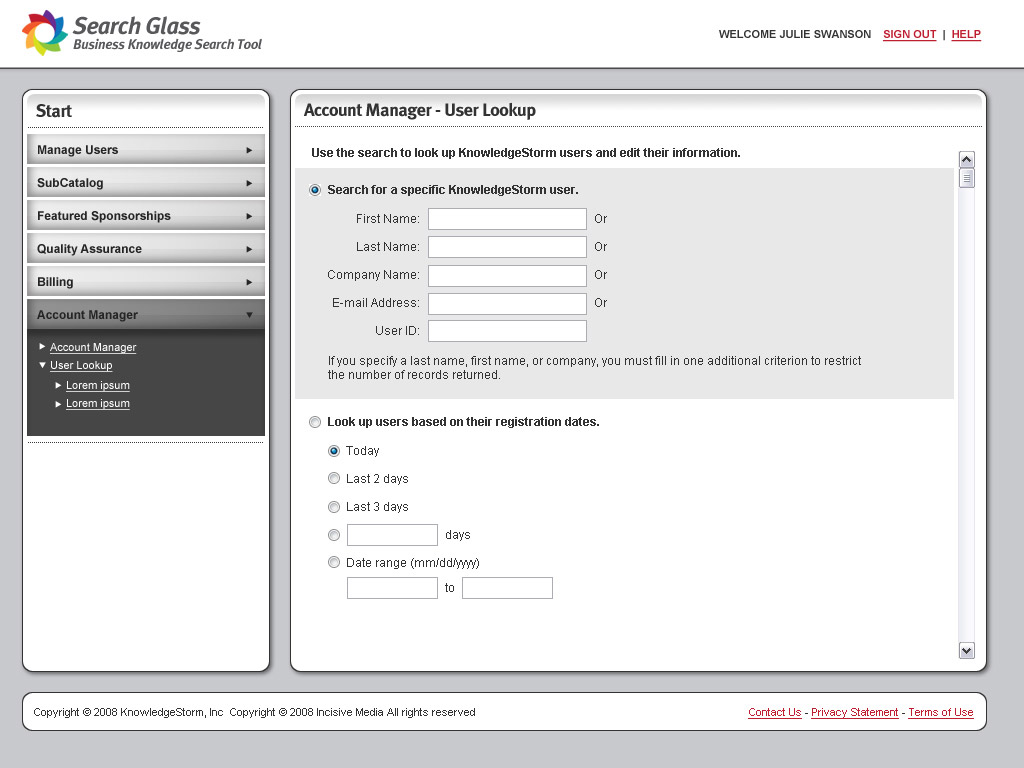 Search Glass
Business Knowledge Search Tool
WELCOME JULIE SWANSON SIGN OUT | HELP
Start
Manage Users
SubCatalog
Featured Sponsorships
Quality Assurance
Billing
Account Manager
Account Manager
User Lookup
Lorem ipsum
Lorem ipsum
Account Manager - User Lookup
Use the search to look up KnowledgeStorm users and edit their information.
Search for a specific KnowledgeStorm user.
First Name: Or
Last Name: Or
Company Name: Or
E-mail Address: Or
User ID:
If you specify a last name, first name, or company, you must fill in one additional criterion to restrict
the number of records returned.
Look up users based on their registration dates.
Today
Last 2 days
Last 3 days
days
Date range (mm/dd/yyyy)
to
Copyright © 2008 KnowledgeStorm, Inc Copyright © 2008 Incisive Media All rights reserved
Contact Us - Privacy Statement - Terms of Use